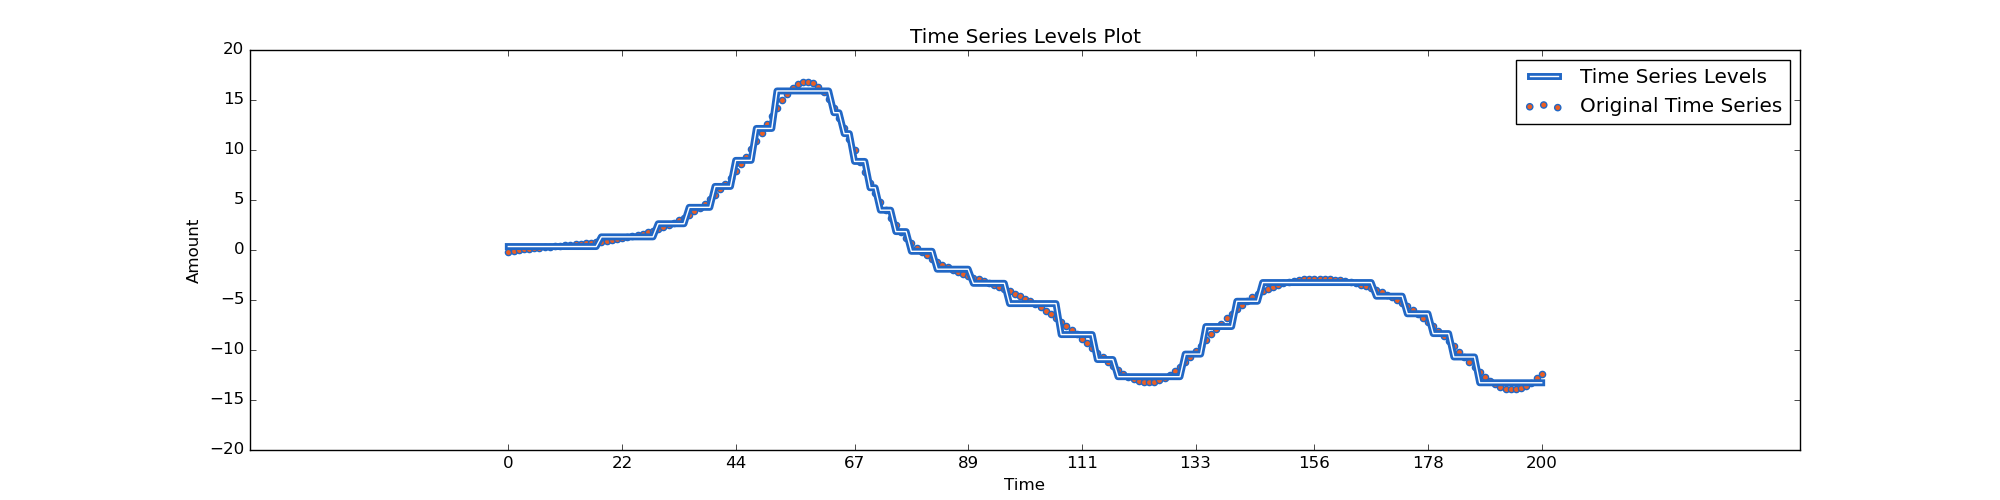 Time Series Levels Plot
20
15
10
5
0
−5
−10
−15
−20
Amount
Time Series Levels
Original Time Series
0 22 44 67 89 111 133 156 178 200
Time